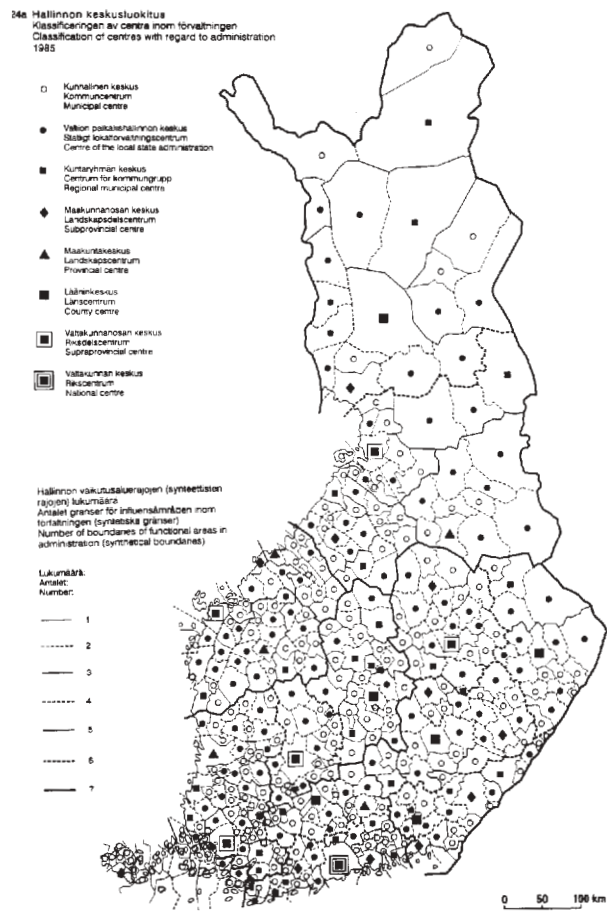 24a Hallinnon keskusluokitus
Klassificeringen av centra inom förvaltningen
Classification of centres with regard to administration
1985
Kunnallinen keskus
Kommuncentrum
Municipal centre
Valtion paikallishallinnon keskus
Statligt lokalförvaltningscentrum
Centre of the local state administration
Kuntaryhmän keskus
Centrum för kommungrupp
Regional municipal centre
Maakunnanosan keskus
Landskapsdelscentrum
Subprovincial centre
Maakuntakeskus
Landskapscentrum
Provincial centre
Lääninkeskus
Länscentrum
County centre
Valtakunnanosan keskus
Riksdelscentrum
Supraprovincial centre
Valtakunnan keskus
Rikscentrum
National centre
Hallinnon vaikutusaluerajojen (synteettisten
rajojen) lukumäärä
Antalet gränser för influensområden inom
förfaltningen (syntetiska gränser)
Number of boundaries of functional areas in
administration (synthetical boundaries)
Lukumäärä:
Antalet:
Number:
1
2
3
4
5
6
7
0 50 100 km